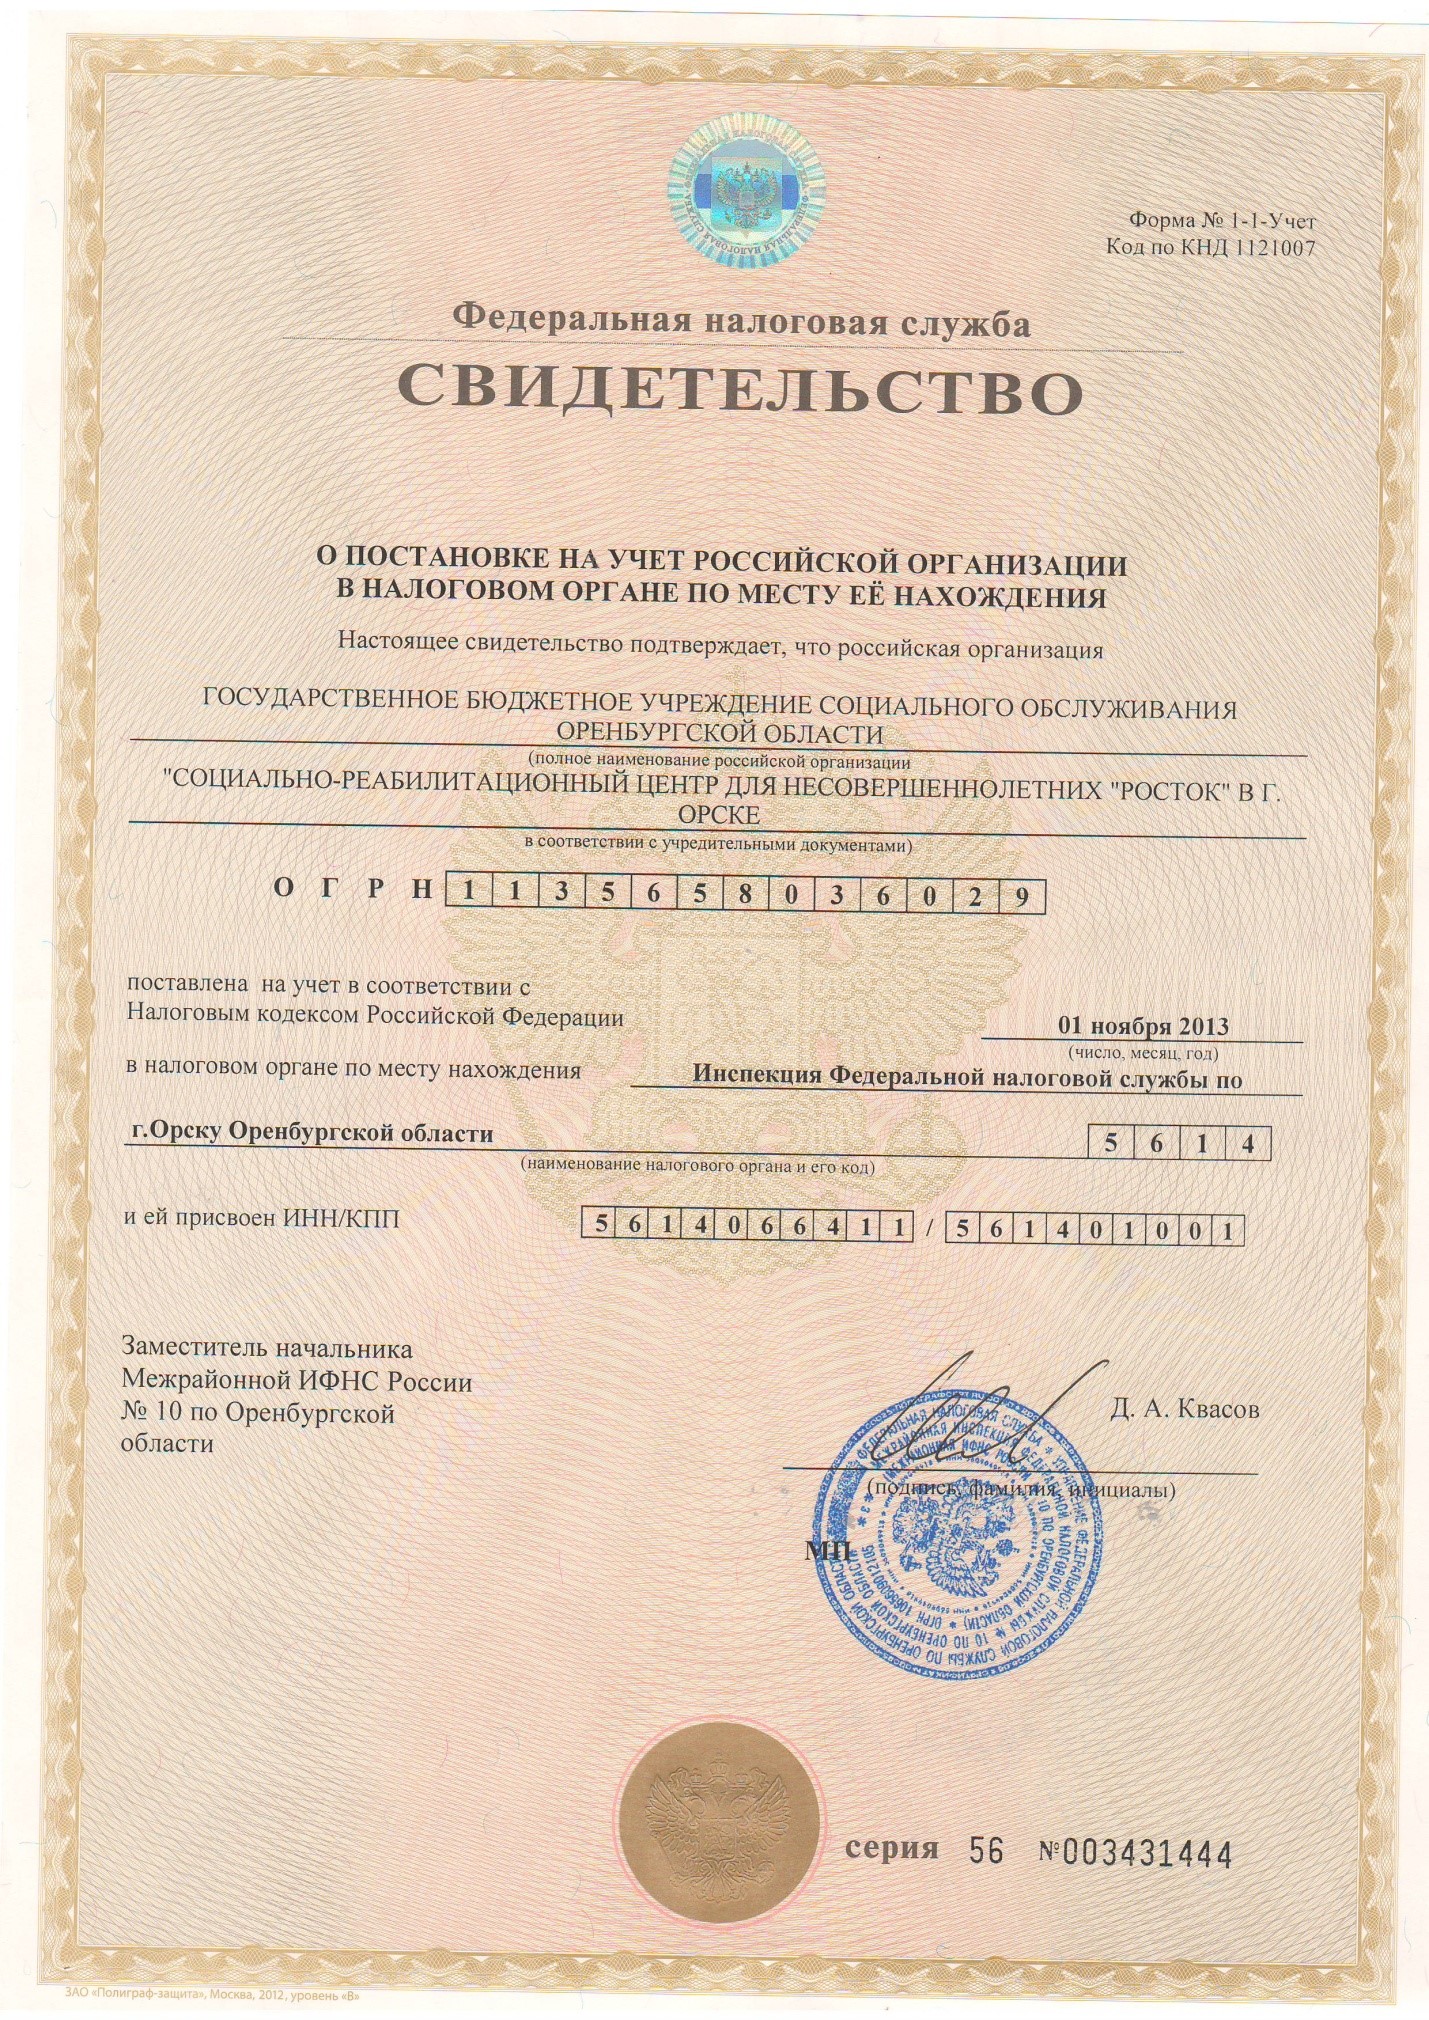 Форма № 1-1-Учет
Код по КНД 1121007
Федеральная налоговая служба
СВИДЕТЕЛЬСТВО
О ПОСТАНОВКЕ НА УЧЕТ РОССИЙСКОЙ ОРГАНИЗАЦИИ
В НАЛОГОВОМ ОРГАНЕ ПО МЕСТУ ЕЁ НАХОЖДЕНИЯ
Настоящее свидетельство подтверждает, что российская организация
ГОСУДАРСТВЕННОЕ БЮДЖЕТНОЕ УЧРЕЖДЕНИЕ СОЦИАЛЬНОГО ОБСЛУЖИВАНИЯ
ОРЕНБУРГСКОЙ ОБЛАСТИ
(полное наименование российской организации
"СОЦИАЛЬНО-РЕАБИЛИТАЦИОННЫЙ ЦЕНТР ДЛЯ НЕСОВЕРШЕННОЛЕТНИХ "РОСТОК" В Г.
ОРСКЕ
в соответствии с учредительными документами)
О Г Р Н 1 1 3 5 6 5 8 0 3 6 0 2 9
поставлена на учет в соответствии с
Налоговым кодексом Российской Федерации
01 ноября 2013
(число, месяц, год)
в налоговом органе по месту нахождения Инспекция Федеральной налоговой службы по
г.Орску Оренбургской области 5 6 1 4
(наименование налогового органа и его код)
и ей присвоен ИНН/КПП 5 6 1 4 0 6 6 4 1 1 / 5 6 1 4 0 1 0 0 1
Заместитель начальника
Межрайонной ИФНС России
№ 10 по Оренбургской
области
Д. А. Квасов
(подпись, фамилия, инициалы)
МП
серия 56 №003431444
ЗАО «Полиграф-защита», Москва, 2012, уровень «В»